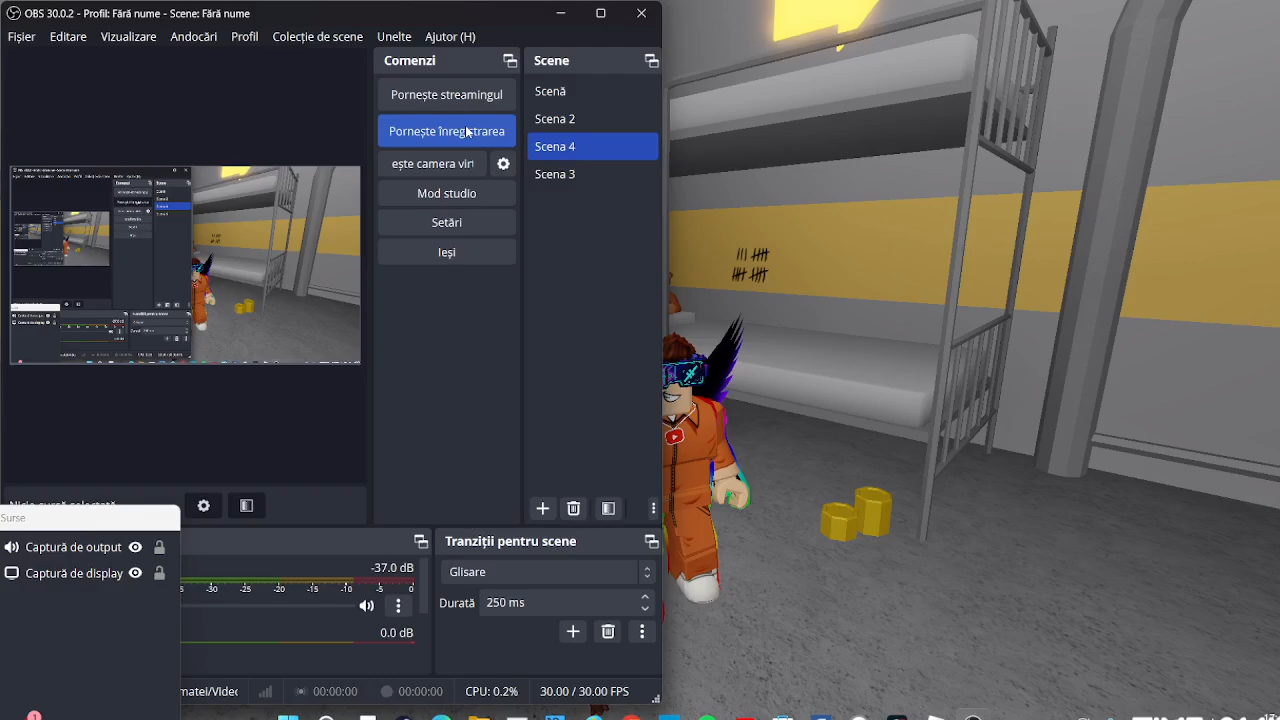 OBS 30.0.2 - Profil: Fără nume - Scene: Fără nume
Fișier Editare Vizualizare Andocări Profil Colecție de scene Unelte Ajutor (H)
Comenzi
Pornește streamingul
Pornește înregistrarea
ește camera virt
Mod studio
Setări
Ieși
Scene
Scenă
Scena 2
Scena 4
Scena 3
Surse
Captură de output
Captură de display
-37.0 dB
-30 -25 -20 -15 -10 -5 0
0.0 dB
Tranziții pentru scene
Glisare
Durată 250 ms
00:00:00 00:00:00 CPU: 0.2% 30.00 / 30.00 FPS